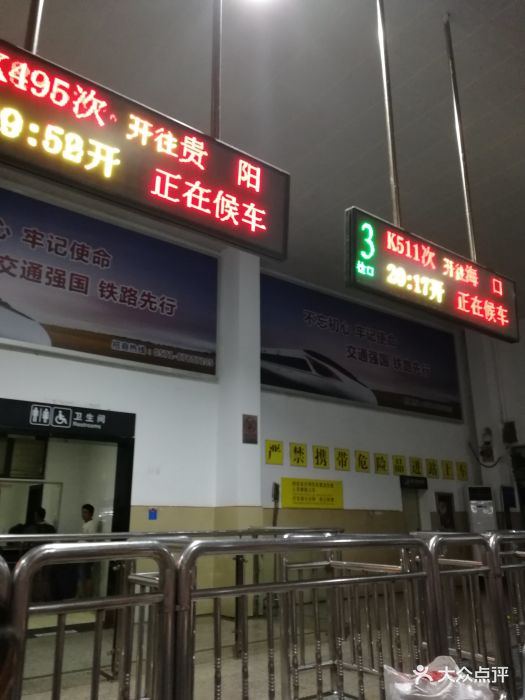 K495次 开往贵 阳
9:58开 正在候车
3
检口
K511次 开往海 口
20:17开 正在候车
心 牢记使命
交通强国 铁路先行
不忘初心 牢记使命
交通强国 铁路先行
卫生间
Restrooms
严禁携带危险品进站上车
大众点评